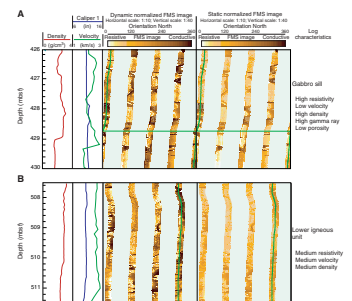 A
Caliper 1
6 (in) 16
Dynamic normalized FMS image
Horizontal scale: 1:10; Vertical scale: 1:40
Static normalized FMS image
Horizontal scale: 1:10; Vertical scale: 1:40
Density
Velocity
Orientation North
Orientation North
Log
characteristics
(g/cm³)
(km/s)
0 120 240 360
0 120 240 360
Resistive FMS image Conductive
Resistive FMS image Conductive
426
427
428
429
430
Depth (mbsf)
Gabbro sill
High resistivity
Low velocity
High density
High gamma ray
Low porosity
B
508
509
510
511
Depth (mbsf)
Lower igneous
unit
Medium resistivity
Medium velocity
Medium density